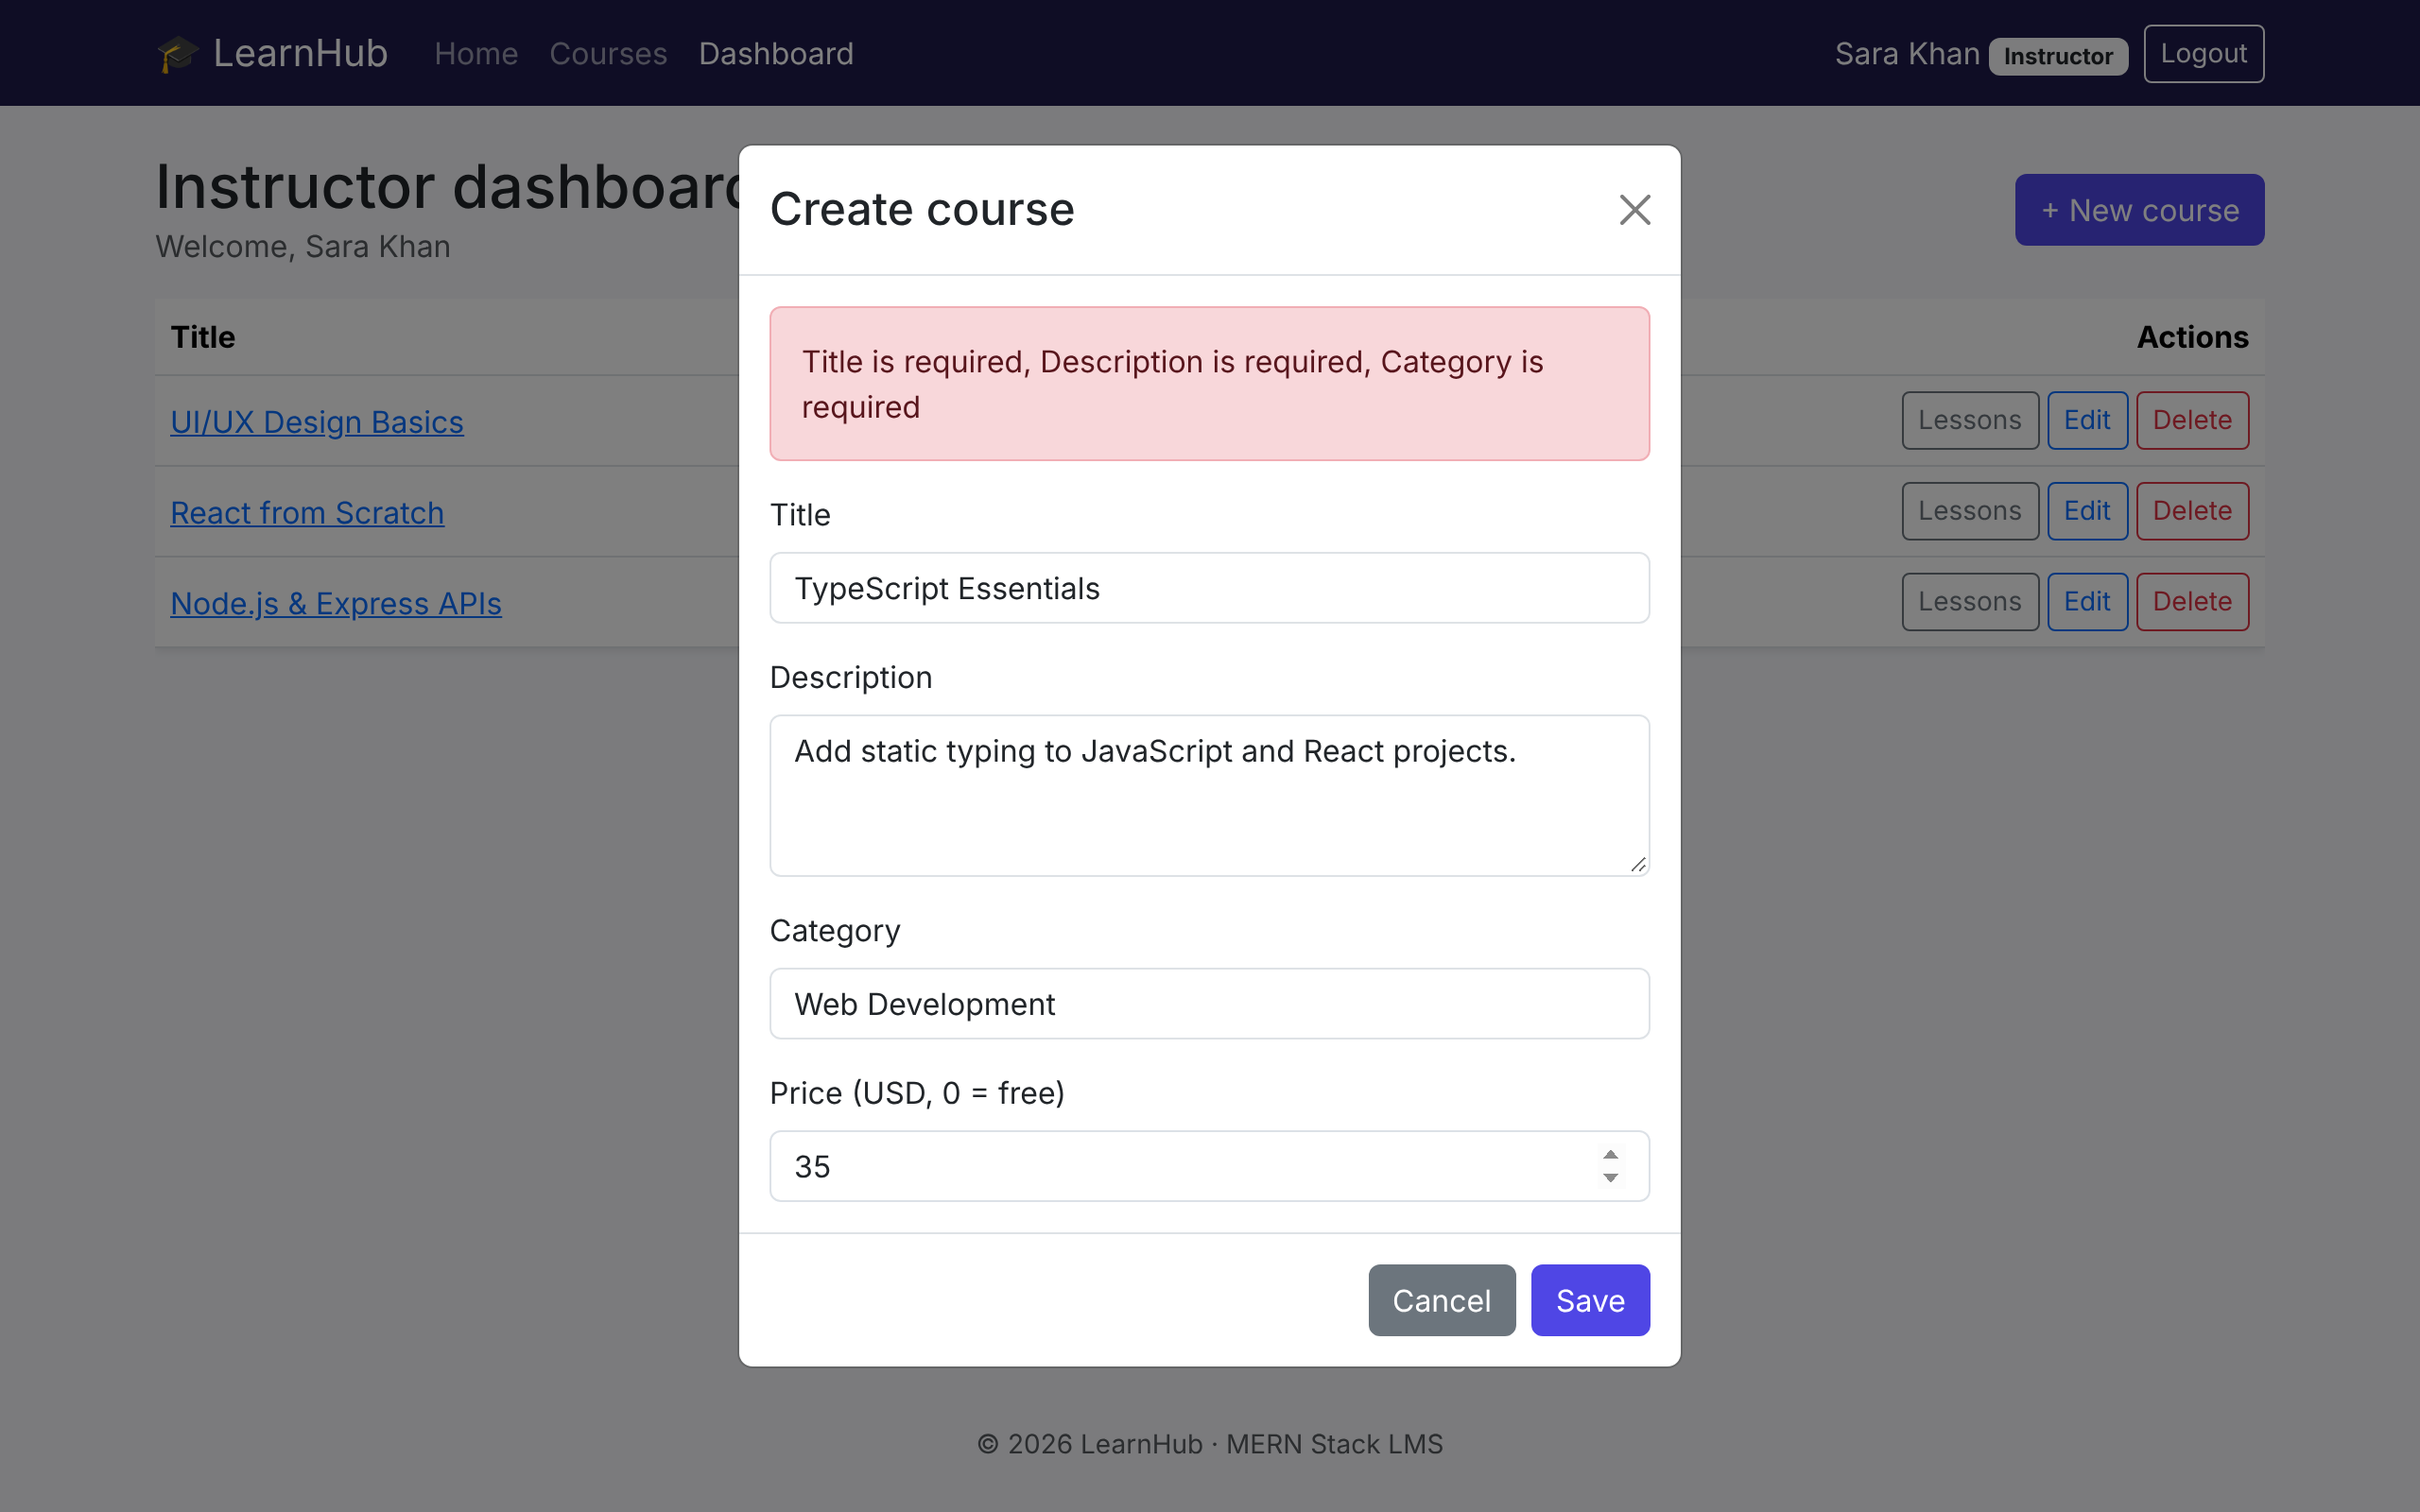 🎓 LearnHub Home Courses Dashboard Sara Khan Instructor Logout
Instructor dashboard
+ New course
Welcome, Sara Khan
Title Actions
UI/UX Design Basics Lessons Edit Delete
React from Scratch Lessons Edit Delete
Node.js & Express APIs Lessons Edit Delete
Create course
Title is required, Description is required, Category is
required
Title
TypeScript Essentials
Description
Add static typing to JavaScript and React projects.
Category
Web Development
Price (USD, 0 = free)
35
Cancel Save
© 2026 LearnHub · MERN Stack LMS